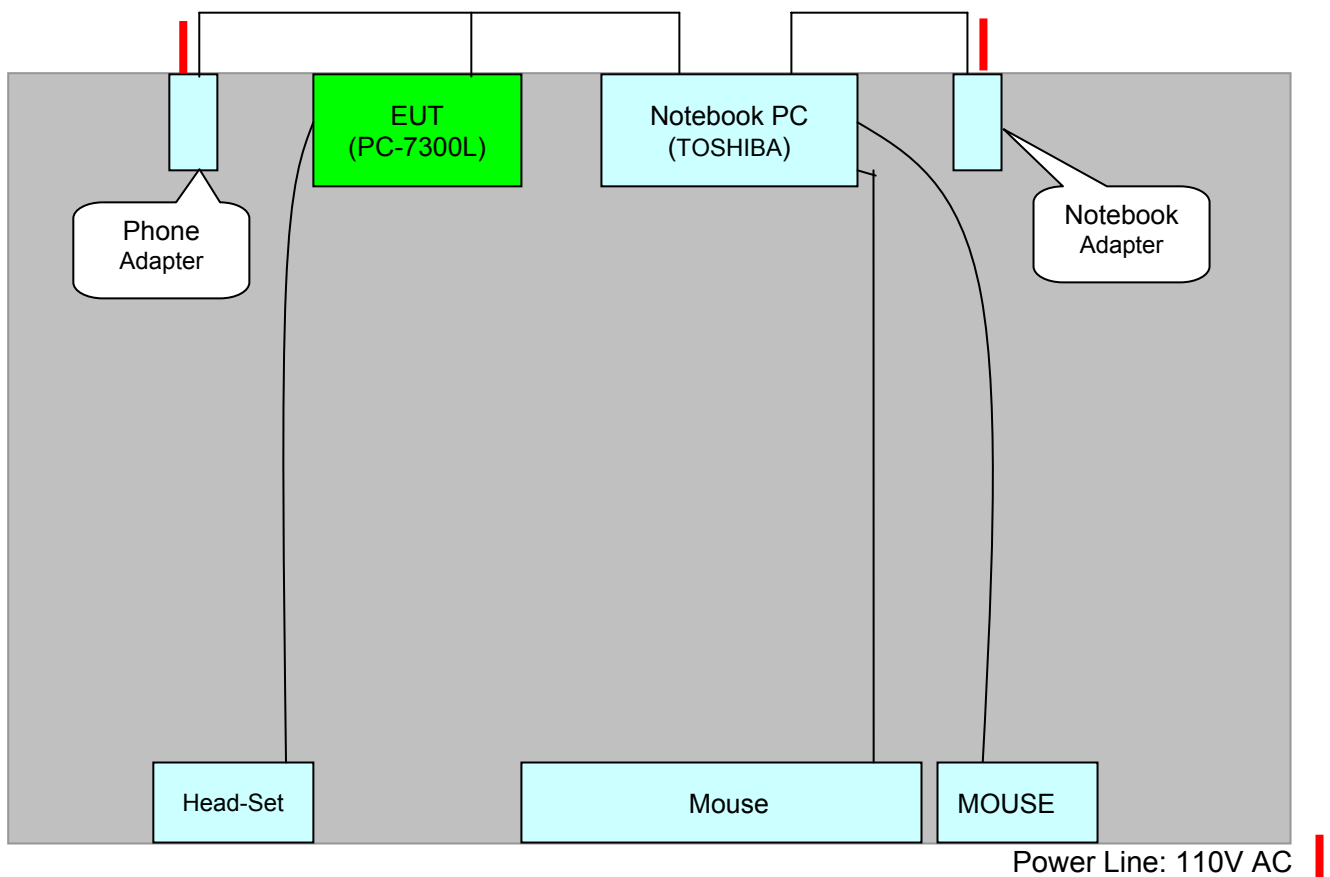 EUT
(PC-7300L)
Notebook PC
(TOSHIBA)
Phone
Adapter
Notebook
Adapter
Head-Set
Mouse
MOUSE
Power Line: 110V AC